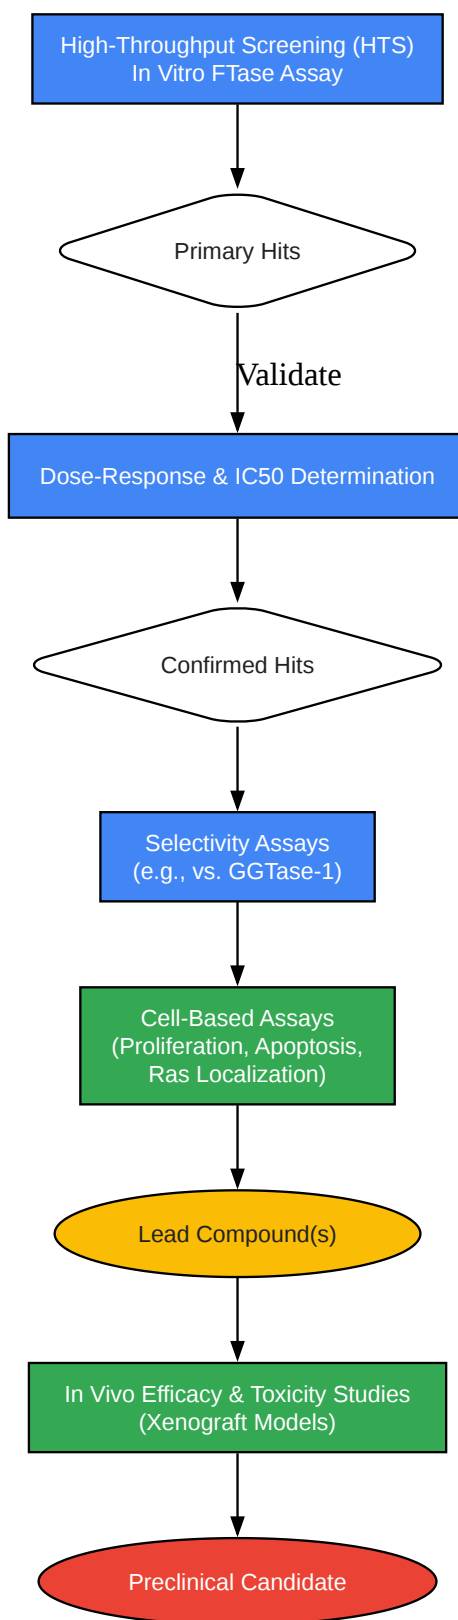 High-Throughput Screening (HTS)
In Vitro FTase Assay
Primary Hits
Validate
Dose-Response & IC50 Determination
Confirmed Hits
Selectivity Assays
(e.g., vs. GGTase-1)
Cell-Based Assays
(Proliferation, Apoptosis,
Ras Localization)
Lead Compound(s)
In Vivo Efficacy & Toxicity Studies
(Xenograft Models)
Preclinical Candidate